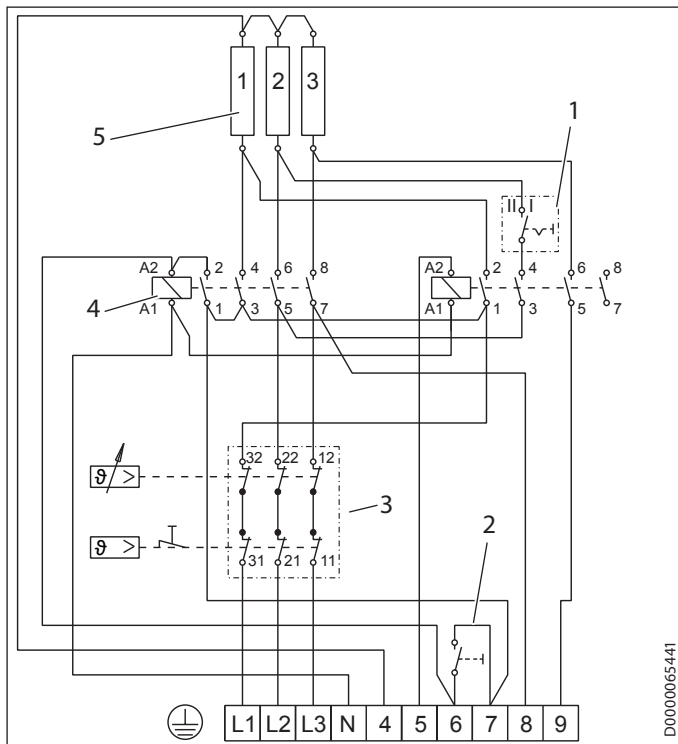 1 2 3
5
1
II I
A2 2 4 6 8 A2 2 4 6 8
4
A1 1 3 5 7 A1 1 3 5 7
32 22 12
ϑ >
3
ϑ >
31 21 11
2
L1 L2 L3 N 4 5 6 7 8 9
D0000065441